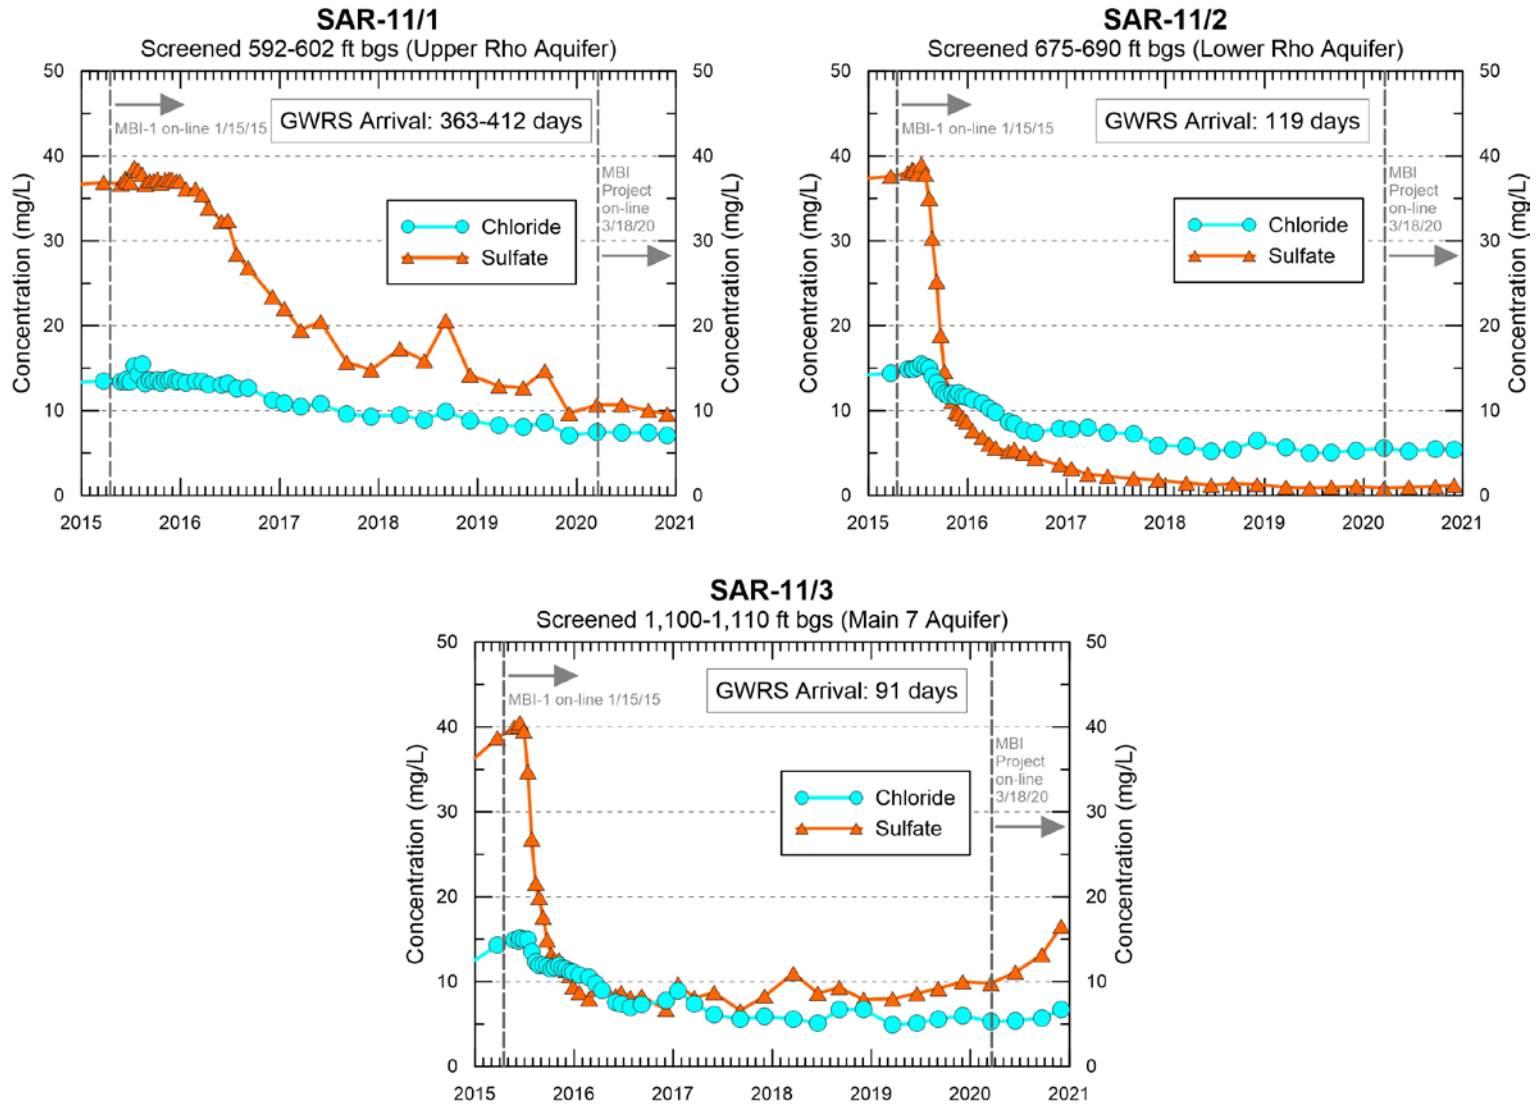 SAR-11/1
Screened 592-602 ft bgs (Upper Rho Aquifer)
50
40
30
20
10
0
Concentration (mg/L)
MBI-1 on-line 1/15/15
GWRS Arrival: 363-412 days
Chloride
Sulfate
MBI
Project
on-line
3/18/20
50
40
30
20
10
0
Concentration (mg/L)
2015
2016
2017
2018
2019
2020
2021
SAR-11/2
Screened 675-690 ft bgs (Lower Rho Aquifer)
50
40
30
20
10
0
Concentration (mg/L)
MBI-1 on-line 1/15/15
GWRS Arrival: 119 days
Chloride
Sulfate
MBI
Project
on-line
3/18/20
50
40
30
20
10
0
Concentration (mg/L)
2015
2016
2017
2018
2019
2020
2021
SAR-11/3
Screened 1,100-1,110 ft bgs (Main 7 Aquifer)
50
40
30
20
10
0
Concentration (mg/L)
MBI-1 on-line 1/15/15
GWRS Arrival: 91 days
Chloride
Sulfate
MBI
Project
on-line
3/18/20
50
40
30
20
10
0
Concentration (mg/L)
2015
2016
2017
2018
2019
2020
2021